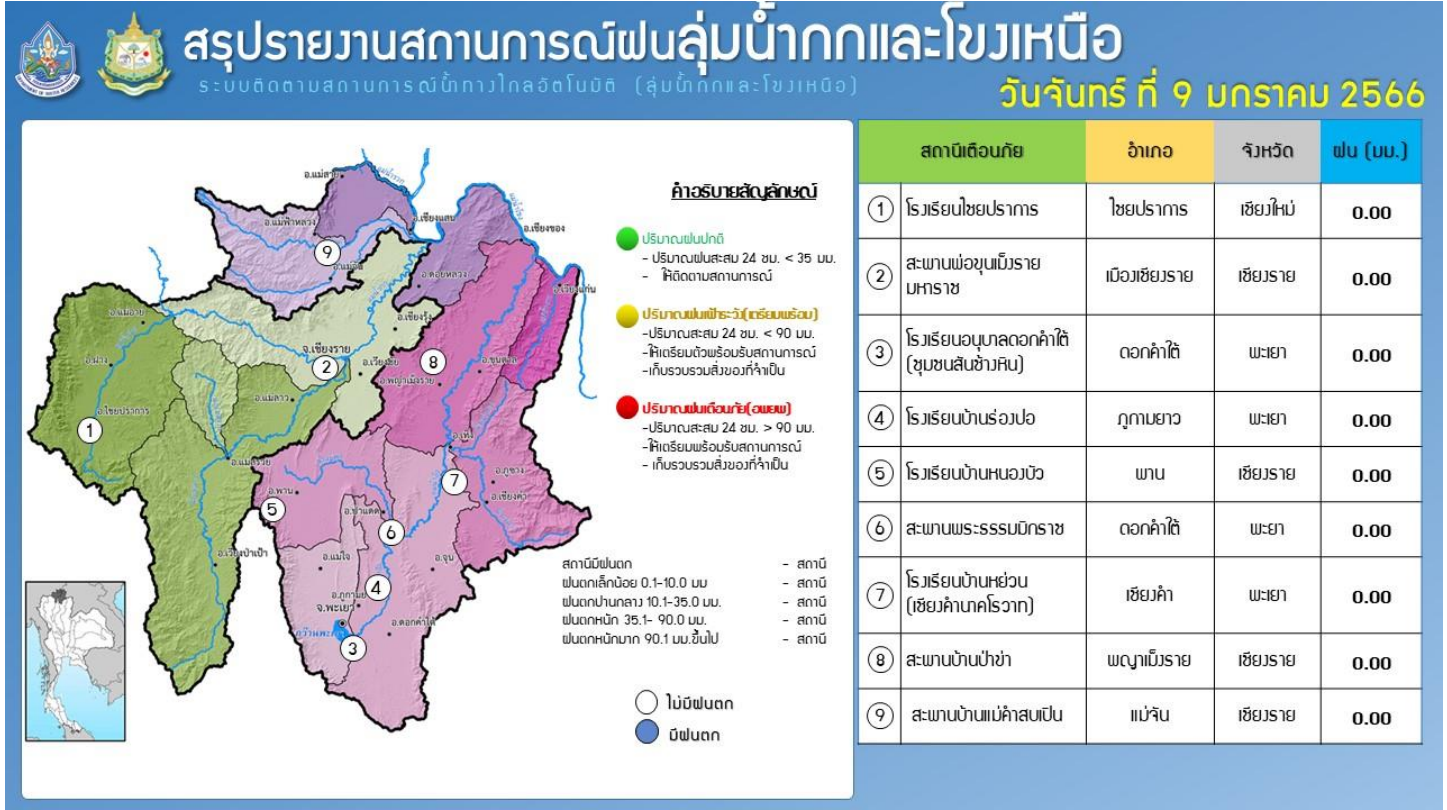 สรุปรายงานสถานการณ์ฝนลุ่มน้ำกกและโขงเหนือ
ระบบติดตามสถานการณ์น้ำทางไกลอัตโนมัติ (ลุ่มน้ำกกและโขงเหนือ)
วันจันทร์ ที่ 9 มกราคม 2566
คำอธิบายสัญลักษณ์
ปริมาณฝนปกติ
- ปริมาณฝนสะสม 24 ชม. < 35 มม.
- ให้ติดตามสถานการณ์
ปริมาณฝนเฝ้าระวัง(เตรียมพร้อม)
-ปริมาณสะสม 24 ชม. < 90 มม.
-ให้เตรียมตัวพร้อมรับสถานการณ์
-เก็บรวบรวมสิ่งของที่จำเป็น
ปริมาณฝนเตือนภัย(อพยพ)
-ปริมาณสะสม 24 ชม. > 90 มม.
-ให้เตรียมพร้อมรับสถานการณ์
- เก็บรวบรวมสิ่งของที่จำเป็น
อ.แม่สาย
อ.แม่ฟ้าหลวง
อ.เชียงแสน
อ.เชียงของ
9
อ.แม่จัน
อ.ดอยหลวง
อ.เวียงแก่น
อ.แม่อาย
อ.เชียงรุ้ง
จ.เชียงราย
2
อ.เวียงชัย
8
อ.ขุนตาล
อ.ฝาง
อ.พญาเม็งราย
อ.แม่ลาว
อ.ไชยปราการ
1
อ.เทิง
อ.แม่สรวย
7
อ.ภูซาง
อ.เชียงคำ
อ.พาน
5
อ.ป่าแดด
6
อ.เวียงป่าเป้า
อ.แม่ใจ
อ.จุน
4
จ.พะเยา
อ.ดอกคำใต้
3
สถานีมีฝนตก - สถานี
ฝนตกเล็กน้อย 0.1-10.0 มม - สถานี
ฝนตกปานกลาง 10.1-35.0 มม. - สถานี
ฝนตกหนัก 35.1- 90.0 มม. - สถานี
ฝนตกหนักมาก 90.1 มม.ขึ้นไป - สถานี
ไม่มีฝนตก
มีฝนตก
สถานีเตือนภัย อำเภอ จังหวัด ฝน (มม.)
1 โรงเรียนไชยปราการ ไชยปราการ เชียงใหม่ 0.00
2 สะพานพ่อขุนเม็งราย
มหาราช เมืองเชียงราย เชียงราย 0.00
3 โรงเรียนอนุบาลดอกคำใต้
(ชุมชนสันช้างหิน) ดอกคำใต้ พะเยา 0.00
4 โรงเรียนบ้านร่องปอ ภูกามยาว พะเยา 0.00
5 โรงเรียนบ้านหนองบัว พาน เชียงราย 0.00
6 สะพานพระธรรมมิกราช ดอกคำใต้ พะยา 0.00
7 โรงเรียนบ้านหย่วน
(เชียงคำนาคโรวาท) เชียงคำ พะเยา 0.00
8 สะพานบ้านป่าข่า พญาเม็งราย เชียงราย 0.00
9 สะพานบ้านแม่คำสบเปิน แม่จัน เชียงราย 0.00